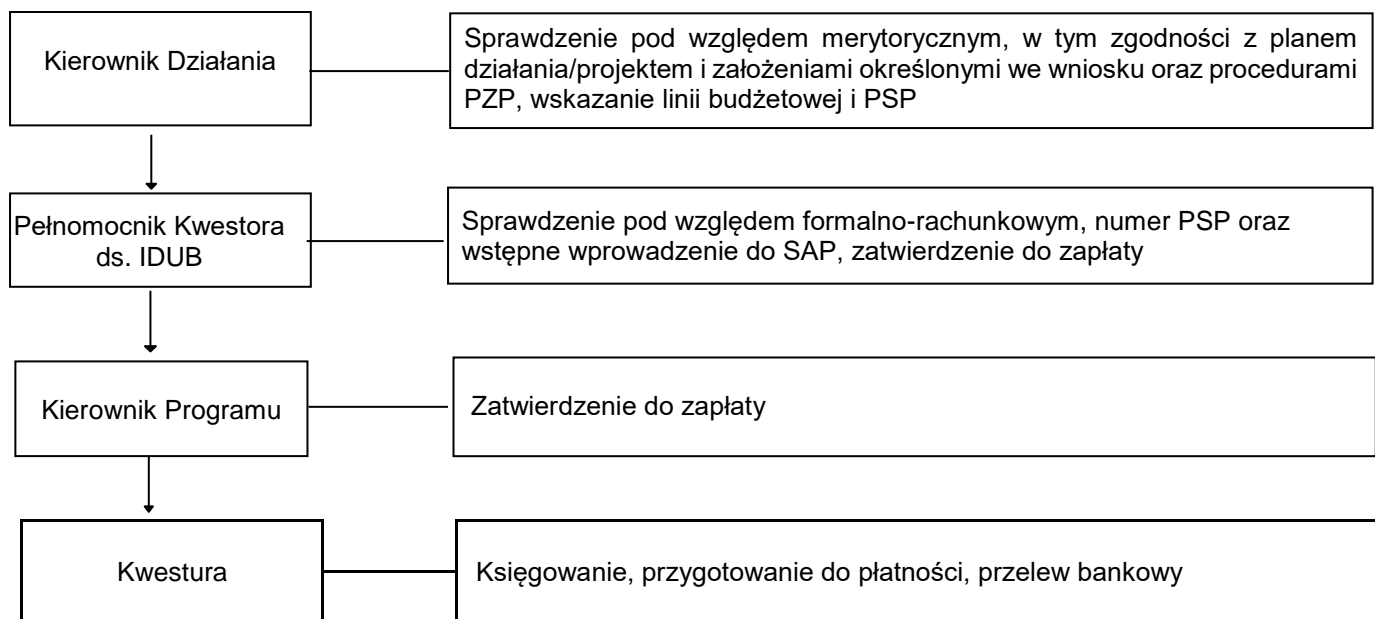 Kierownik Działania
Sprawdzenie pod względem merytorycznym, w tym zgodności z planem
działania/projektem i założeniami określonymi we wniosku oraz procedurami
PZP, wskazanie linii budżetowej i PSP
Pełnomocnik Kwestora
ds. IDUB
Sprawdzenie pod względem formalno-rachunkowym, numer PSP oraz
wstępne wprowadzenie do SAP, zatwierdzenie do zapłaty
Kierownik Programu
Zatwierdzenie do zapłaty
Kwestura
Księgowanie, przygotowanie do płatności, przelew bankowy